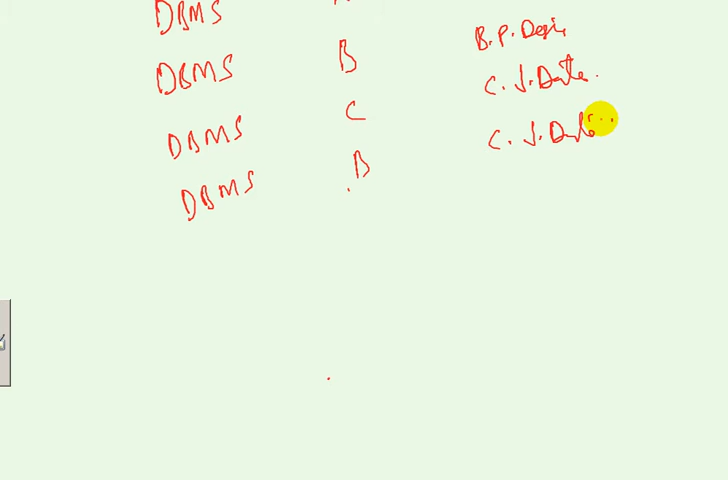 DBMS
DBMS B B.P. Desai
DBMS C C. J. Date.
DBMS B C. J. Date